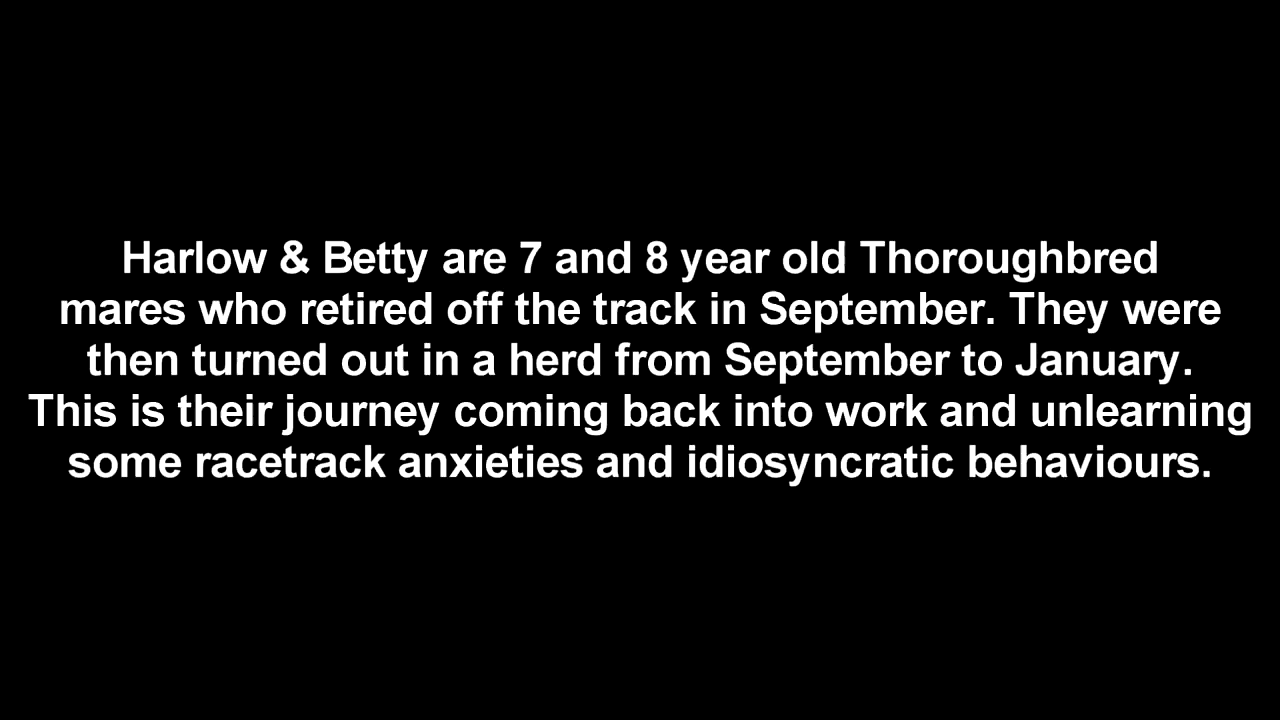 Harlow & Betty are 7 and 8 year old Thoroughbred
mares who retired off the track in September. They were
then turned out in a herd from September to January.
This is their journey coming back into work and unlearning
some racetrack anxieties and idiosyncratic behaviours.